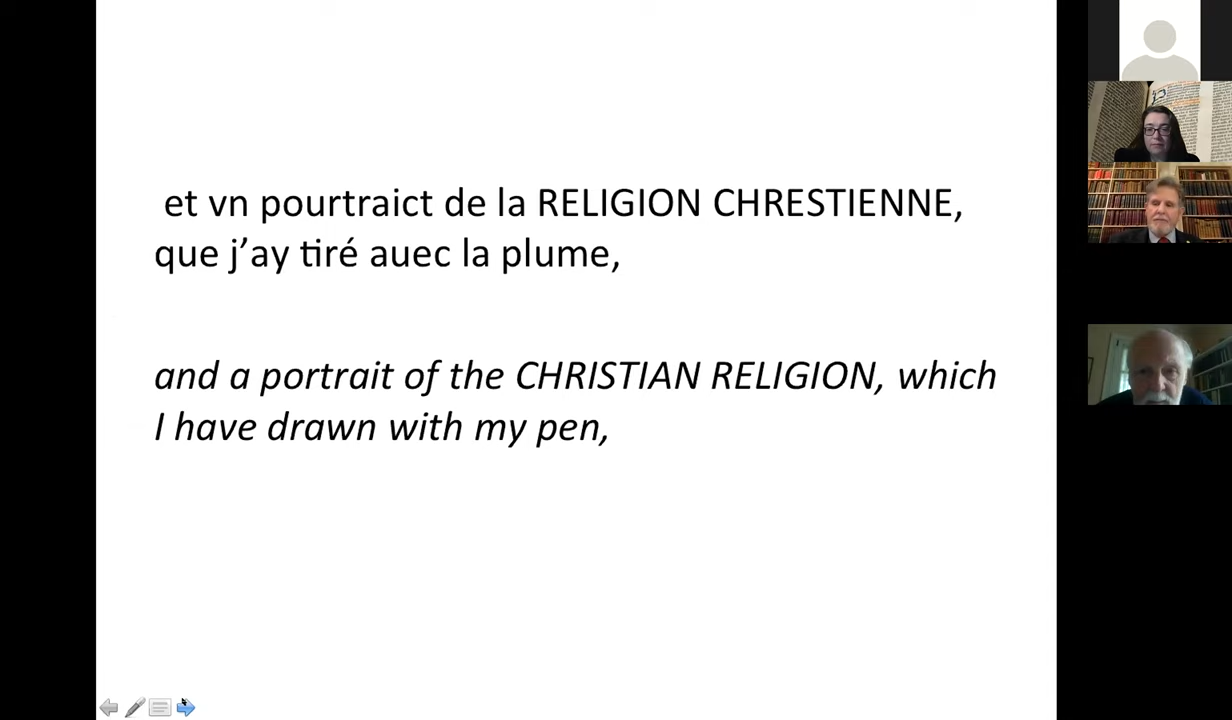 et vn pourtraict de la RELIGION CHRESTIENNE,
que j’ay tiré auec la plume,
and a portrait of the CHRISTIAN RELIGION, which
I have drawn with my pen,